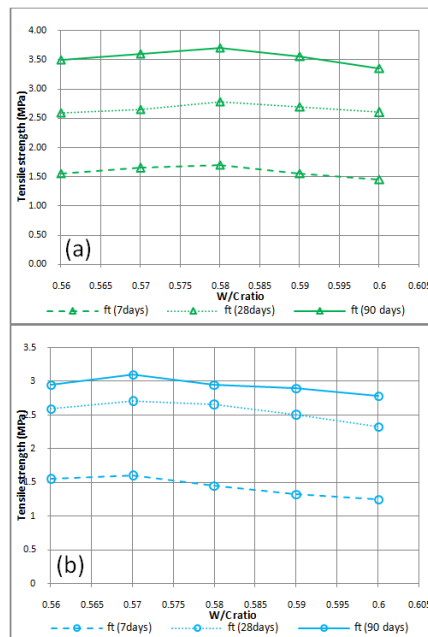 4.00
3.50
3.00
2.50
2.00
1.50
1.00
0.50
0.00
Tensile strength (MPa)
(a)
0.56 0.565 0.57 0.575 0.58 0.585 0.59 0.595 0.6 0.605
W/C ratio
ft (7days) ft (28days) ft (90 days)
3.5
3
2.5
2
1.5
1
0.5
0
Tensile strength (MPa)
(b)
0.56 0.565 0.57 0.575 0.58 0.585 0.59 0.595 0.6 0.605
W/C ratio
ft (7days) ft (28days) ft (90 days)